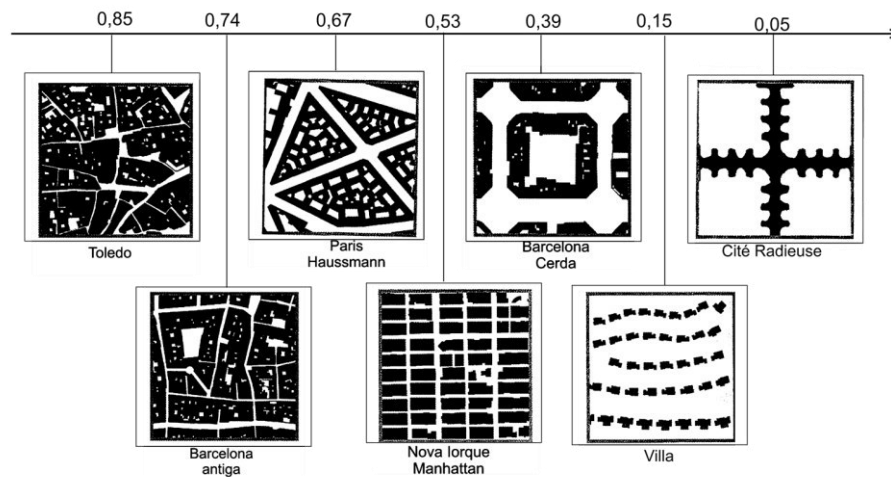 0,85
0,74
0,67
0,53
0,39
0,15
0,05
Toledo
Paris
Haussmann
Barcelona
Cerda
Cité Radieuse
Barcelona
antiga
Nova Iorque
Manhattan
Villa